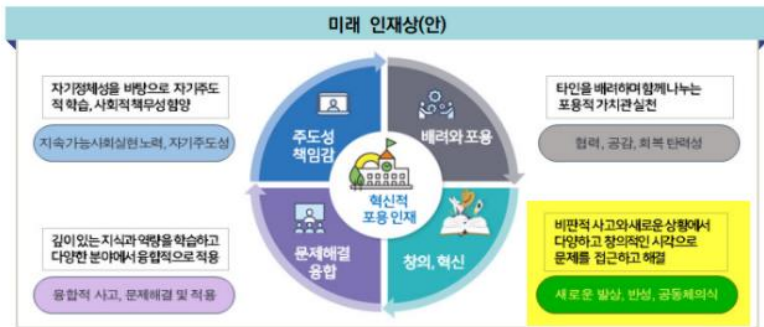 미래 인재상(안)
자기정체성을 바탕으로 자기주도
적 학습, 사회적 책무성 함양
지속가능사회실현 노력, 자기주도성
타인을 배려하며 함께 나누는
포용적 가치관 실천
협력, 공감, 회복 탄력성
주도성
책임감
배려와 포용
혁신적
포용 인재
문제해결
융합
창의, 혁신
깊이 있는 지식과 역량을 학습하고
다양한 분야에서 융합적으로 적용
융합적 사고, 문제해결 및 적용
비판적 사고와 새로운 상황에서
다양하고 창의적인 시각으로
문제를 접근하고 해결
새로운 발상, 반성, 공동체의식